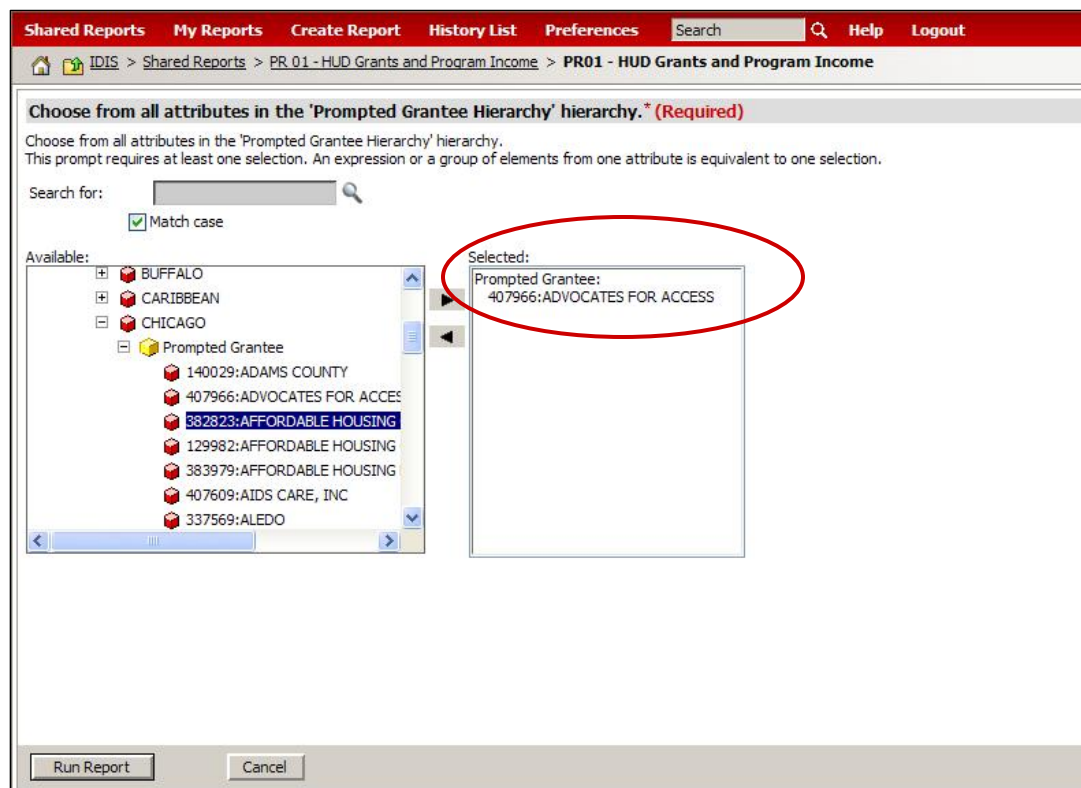 Shared Reports My Reports Create Report History List Preferences Search Help Logout
IDIS > Shared Reports > PR 01 - HUD Grants and Program Income > PR01 - HUD Grants and Program Income
Choose from all attributes in the 'Prompted Grantee Hierarchy' hierarchy.* (Required)
Choose from all attributes in the 'Prompted Grantee Hierarchy' hierarchy.
This prompt requires at least one selection. An expression or a group of elements from one attribute is equivalent to one selection.
Search for:
Match case
Available:
BUFFALO
CARIBBEAN
CHICAGO
Prompted Grantee
140029:ADAMS COUNTY
407966:ADVOCATES FOR ACCES
382823:AFFORDABLE HOUSING
129982:AFFORDABLE HOUSING
383979:AFFORDABLE HOUSING
407609:AIDS CARE, INC
337569:ALEDO
Selected:
Prompted Grantee:
407966:ADVOCATES FOR ACCESS
Run Report Cancel